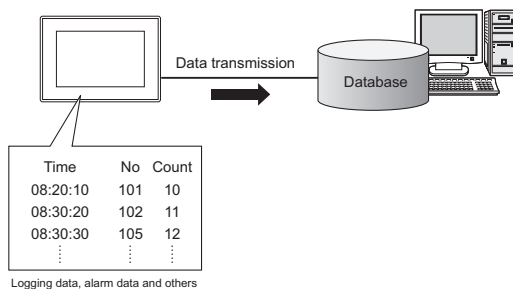 Data transmission
Database
Time No Count
08:20:10 101 10
08:30:20 102 11
08:30:30 105 12
Logging data, alarm data and others